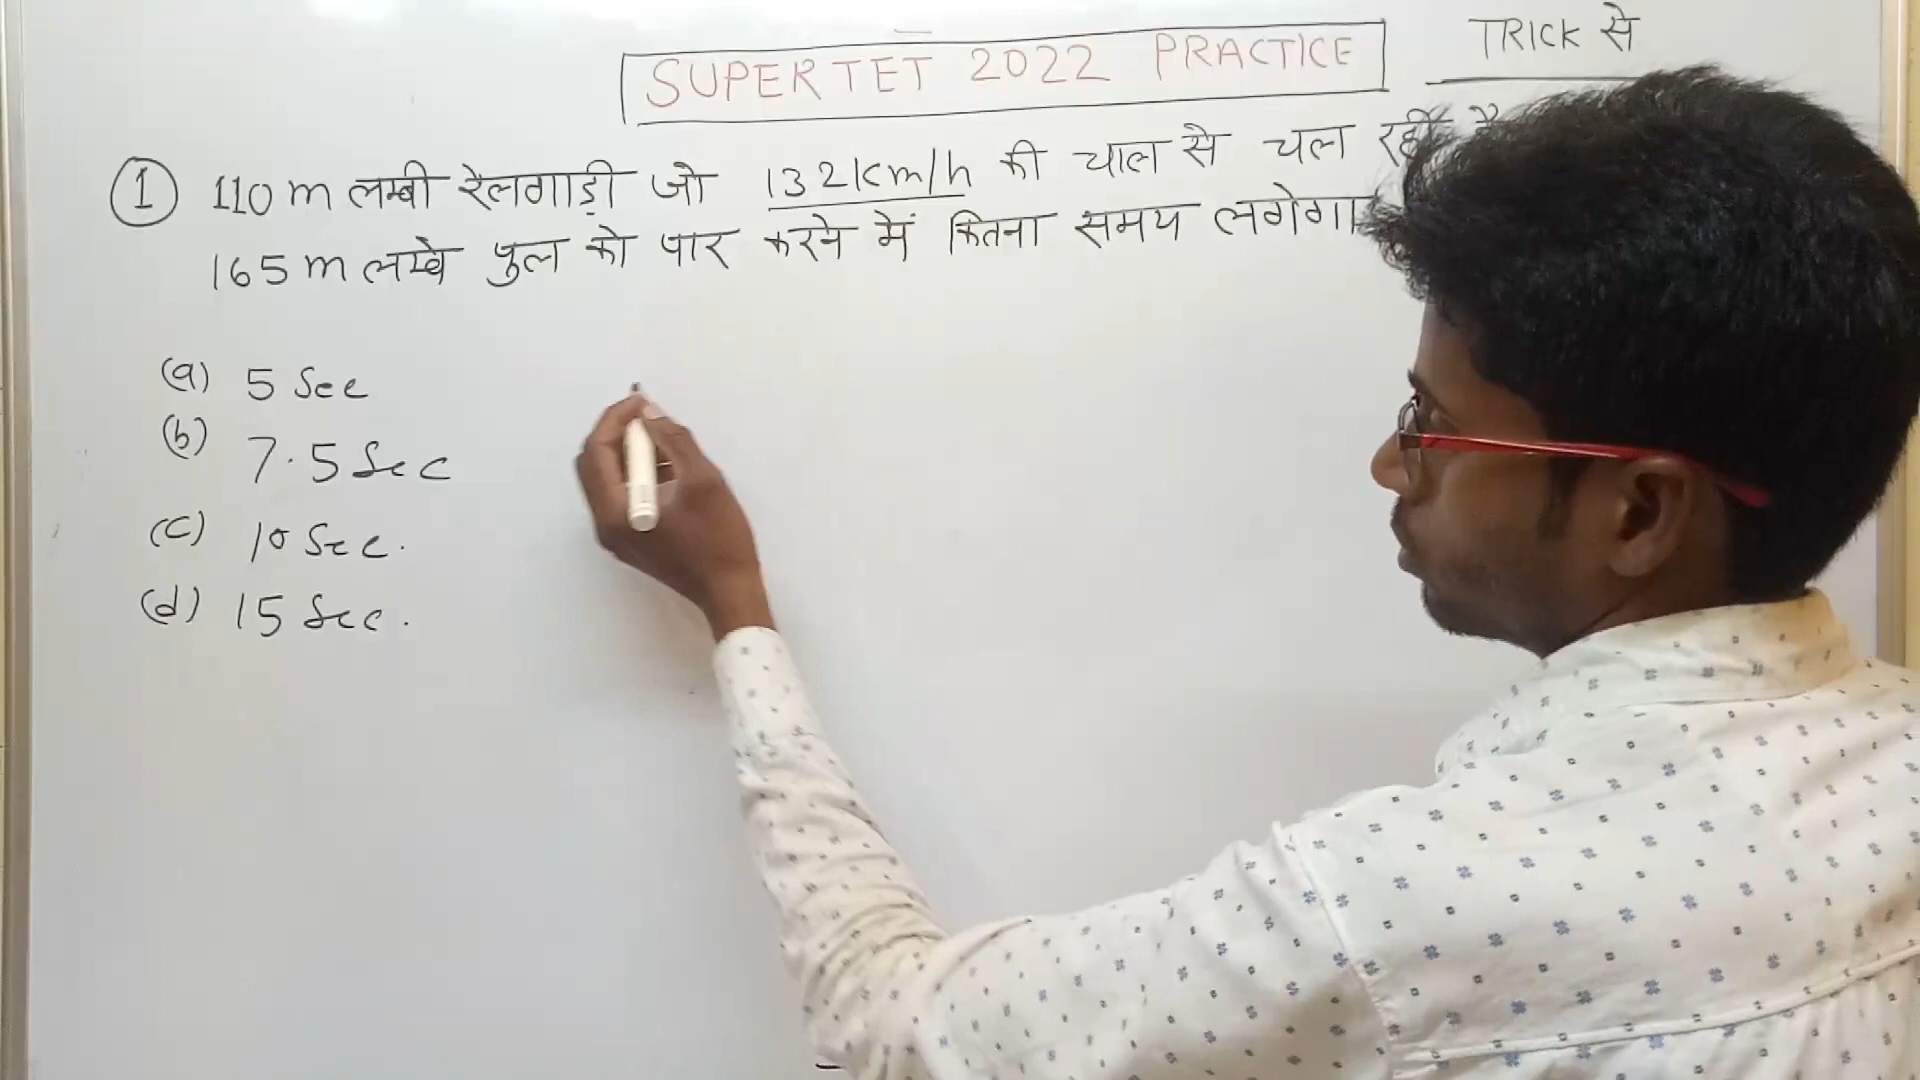 SUPERTET 2022 PRACTICE
TRICK से
① 110 m लम्बी रेलगाड़ी जो 132 km/h की चाल से चल रही है
165 m लम्बे पुल को पार करने में कितना समय लगेगा
(a) 5 Sec
(b) 7.5 Sec
(c) 10 Sec.
(d) 15 Sec.